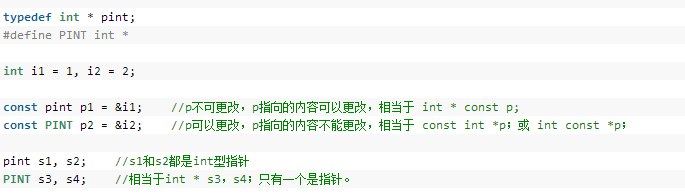 typedef int * pint;
#define PINT int *
int i1 = 1, i2 = 2;
const pint p1 = &i1;    //p不可更改，p指向的内容可以更改，相当于 int * const p;
const PINT p2 = &i2;    //p可以更改，p指向的内容不能更改，相当于 const int *p；或 int const *p；
pint s1, s2;    //s1和s2都是int型指针
PINT s3, s4;    //相当于int * s3，s4；只有一个是指针。